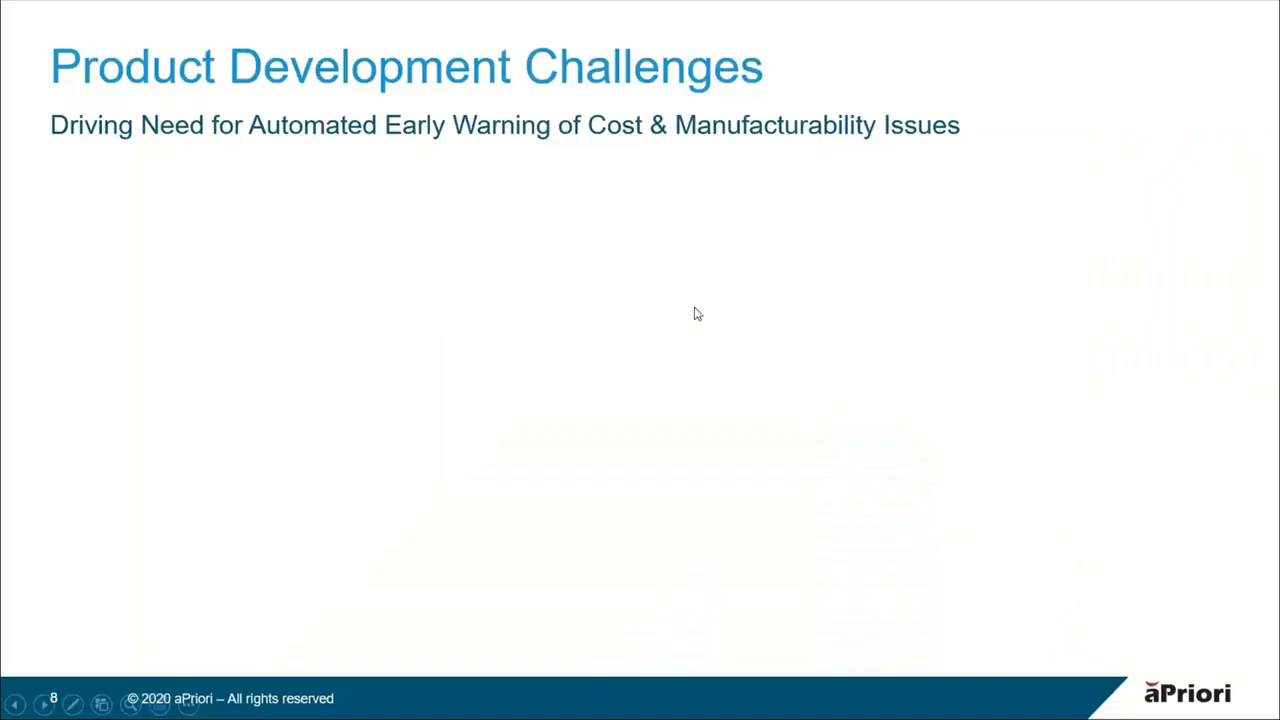 Product Development Challenges
Driving Need for Automated Early Warning of Cost & Manufacturability Issues
8
© 2020 aPriori – All rights reserved
aPriori